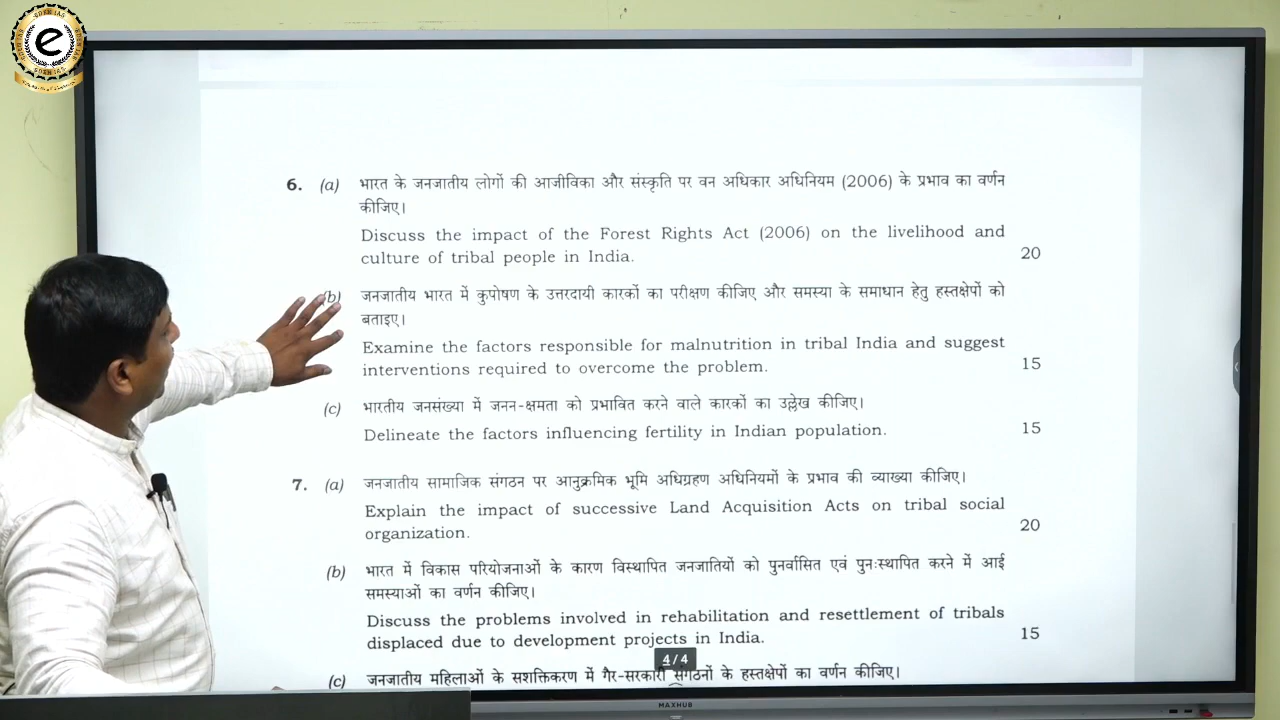 e
6. (a) भारत के जनजातीय लोगों की आजीविका और संस्कृति पर वन अधिकार अधिनियम (2006) के प्रभाव का वर्णन
कीजिए।
Discuss the impact of the Forest Rights Act (2006) on the livelihood and
culture of tribal people in India. 20
(b) जनजातीय भारत में कुपोषण के उत्तरदायी कारकों का परीक्षण कीजिए और समस्या के समाधान हेतु हस्तक्षेपों को
बताइए।
Examine the factors responsible for malnutrition in tribal India and suggest
interventions required to overcome the problem. 15
(c) भारतीय जनसंख्या में जनन-क्षमता को प्रभावित करने वाले कारकों का उल्लेख कीजिए।
Delineate the factors influencing fertility in Indian population. 15
7. (a) जनजातीय सामाजिक संगठन पर आनुक्रमिक भूमि अधिग्रहण अधिनियमों के प्रभाव की व्याख्या कीजिए।
Explain the impact of successive Land Acquisition Acts on tribal social
organization. 20
(b) भारत में विकास परियोजनाओं के कारण विस्थापित जनजातियों को पुनर्वासित एवं पुनःस्थापित करने में आई
समस्याओं का वर्णन कीजिए।
Discuss the problems involved in rehabilitation and resettlement of tribals
displaced due to development projects in India. 15
4 / 4
(c) जनजातीय महिलाओं के सशक्तिकरण में गैर-सरकारी संगठनों के हस्तक्षेपों का वर्णन कीजिए।
MAXHUB